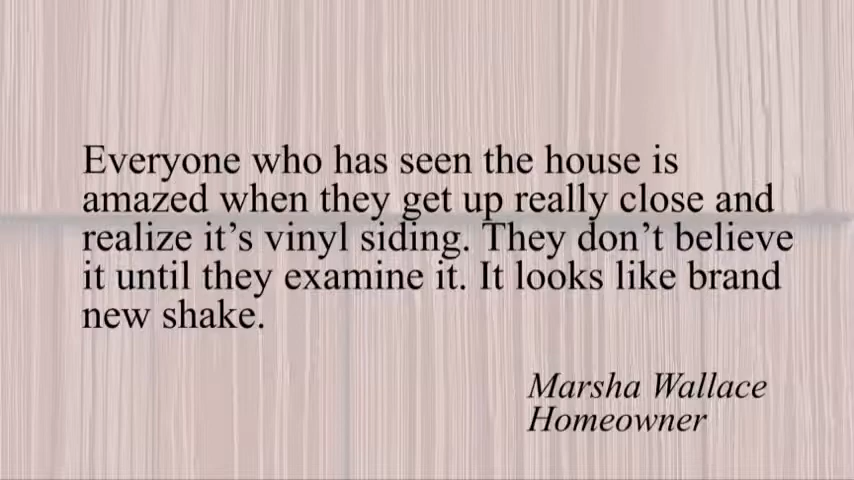 Everyone who has seen the house is
amazed when they get up really close and
realize it’s vinyl siding. They don’t believe
it until they examine it. It looks like brand
new shake.
Marsha Wallace
Homeowner